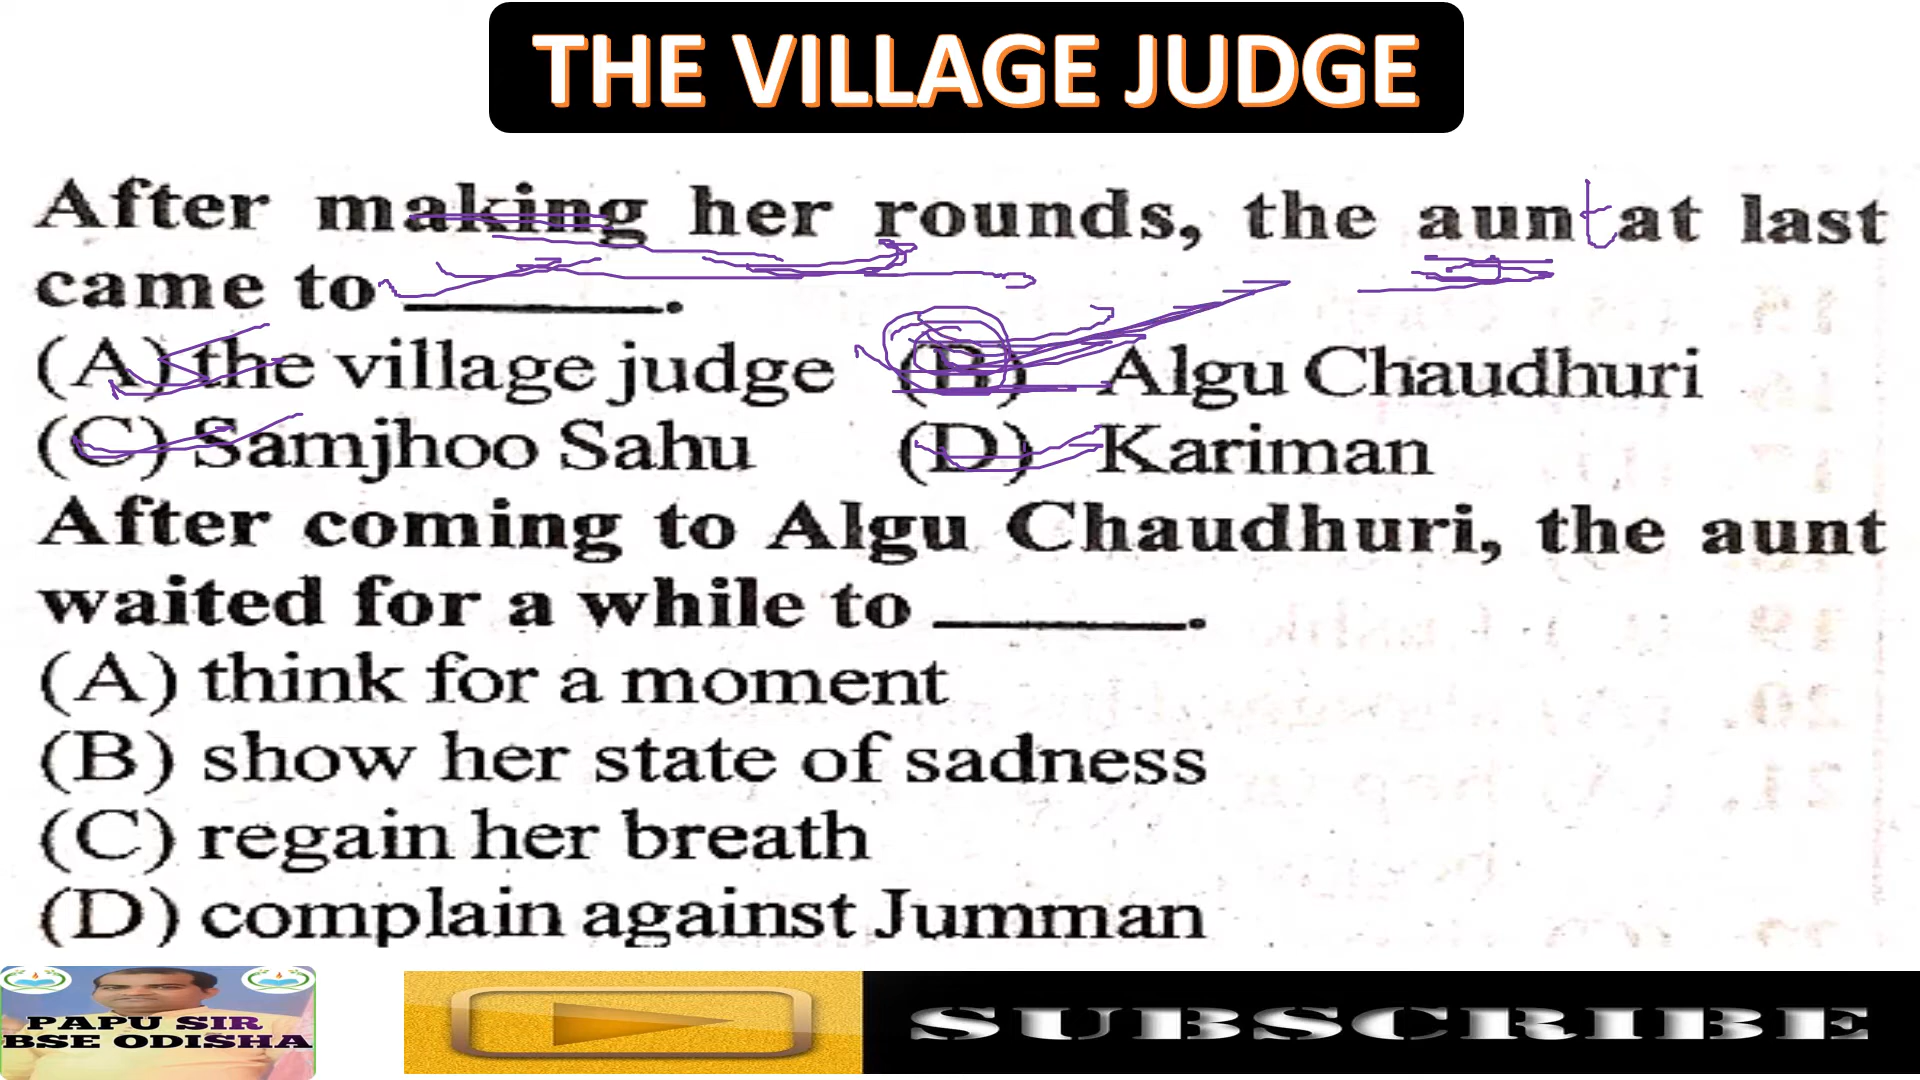 THE VILLAGE JUDGE
After making her rounds, the aunt at last
came to ______.
(A) the village judge (B) Algu Chaudhuri
(C) Samjhoo Sahu (D) Kariman
After coming to Algu Chaudhuri, the aunt
waited for a while to ______.
(A) think for a moment
(B) show her state of sadness
(C) regain her breath
(D) complain against Jumman
PAPU SIR
BSE ODISHA
SUBSCRIBE